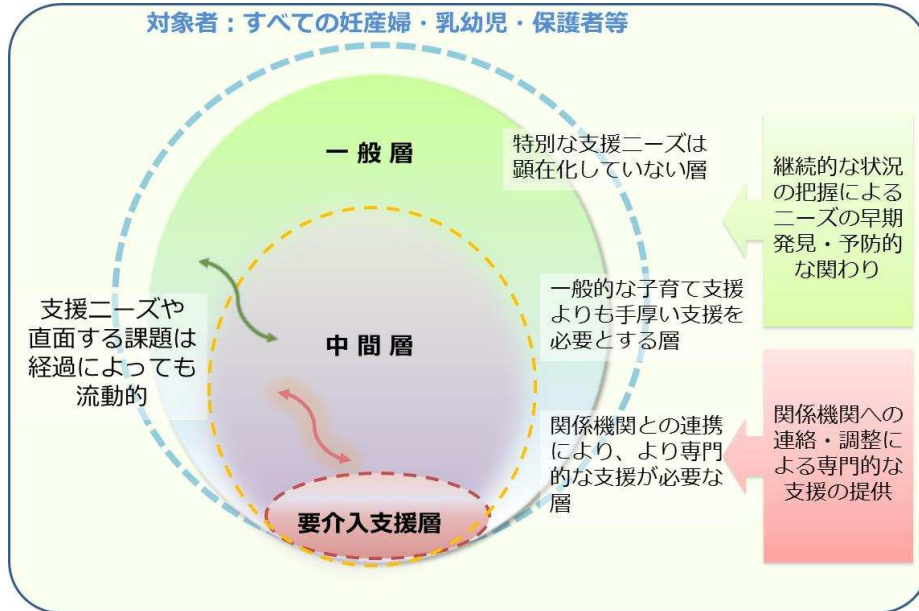 対象者：すべての妊産婦・乳幼児・保護者等
一 般 層
特別な支援ニーズは
顕在化していない層
継続的な状況
の把握による
ニーズの早期
発見・予防的
な関わり
支援ニーズや
直面する課題は
経過によっても
流動的
中 間 層
一般的な子育て支援
よりも手厚い支援を
必要とする層
関係機関との連携
により、より専門
的な支援が必要な
層
関係機関への
連絡・調整に
よる専門的な
支援の提供
要介入支援層